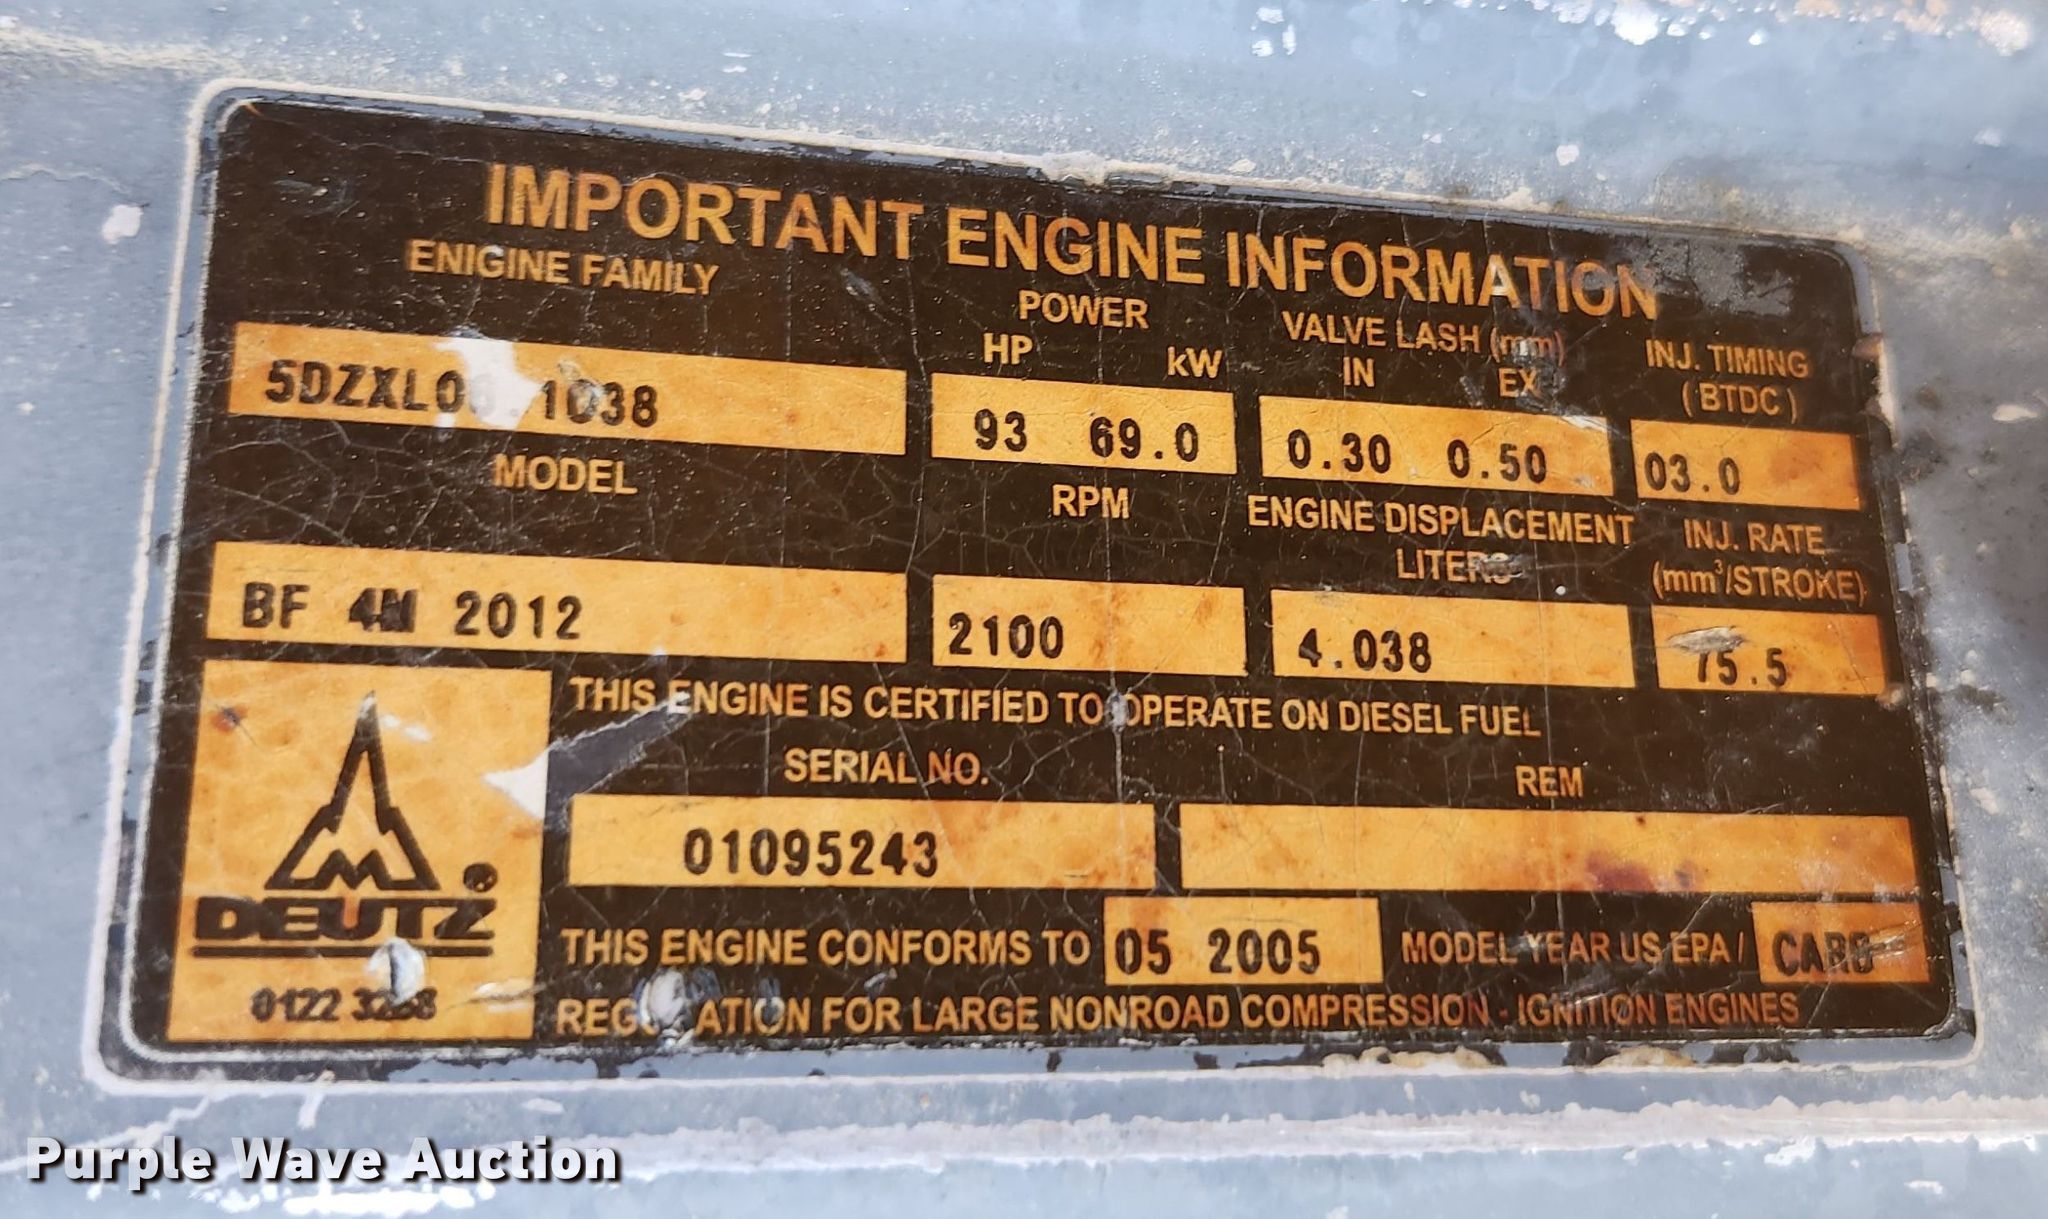 IMPORTANT ENGINE INFORMATION
ENIGINE FAMILY
POWER
HP kW
VALVE LASH (mm)
IN EX
INJ. TIMING
(BTDC)
93 69.0
0.30 0.50
03.0
MODEL
RPM
ENGINE DISPLACEMENT
LITERS
INJ. RATE
(mm³/STROKE)
BF 4M 2012
2100
4.038
75.5
THIS ENGINE IS CERTIFIED TO OPERATE ON DIESEL FUEL
SERIAL NO.
REM
01095243
DEUTZ
®
0122
THIS ENGINE CONFORMS TO 05 2005 MODEL YEAR US EPA / CARB
REGULATION FOR LARGE NONROAD COMPRESSION - IGNITION ENGINES
Purple Wave Auction